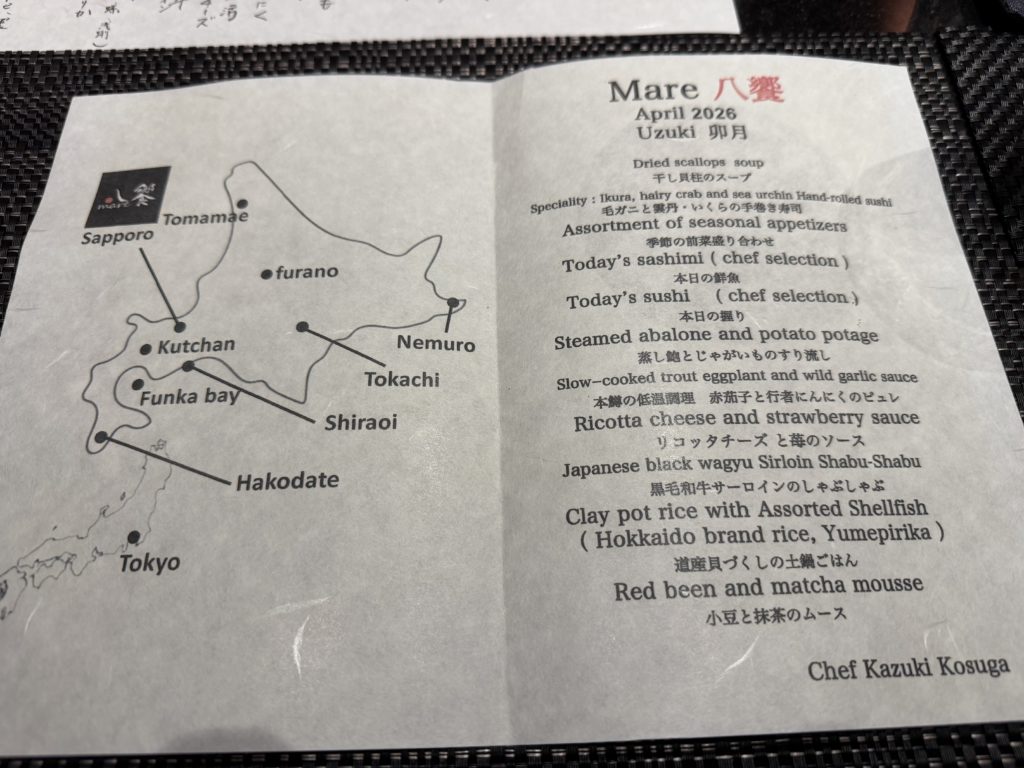 mare 八饗
Tomamae
Sapporo
furano
Nemuro
Kutchan
Tokachi
Funka bay
Shiraoi
Hakodate
Tokyo
Mare 八饗
April 2026
Uzuki 卯月
Dried scallops soup
干し貝柱のスープ
Speciality : Ikura, hairy crab and sea urchin Hand-rolled sushi
毛ガニと雲丹・いくらの手巻き寿司
Assortment of seasonal appetizers
季節の前菜盛り合わせ
Today's sashimi ( chef selection )
本日の鮮魚
Today's sushi ( chef selection )
本日の握り
Steamed abalone and potato potage
蒸し鮑とじゃがいものすり流し
Slow-cooked trout eggplant and wild garlic sauce
本鱒の低温調理 赤茄子と行者にんにくのピュレ
Ricotta cheese and strawberry sauce
リコッタチーズ と苺のソース
Japanese black wagyu Sirloin Shabu-Shabu
黒毛和牛サーロインのしゃぶしゃぶ
Clay pot rice with Assorted Shellfish
( Hokkaido brand rice, Yumepirika )
道産貝づくしの土鍋ごはん
Red been and matcha mousse
小豆と抹茶のムース
Chef Kazuki Kosuga